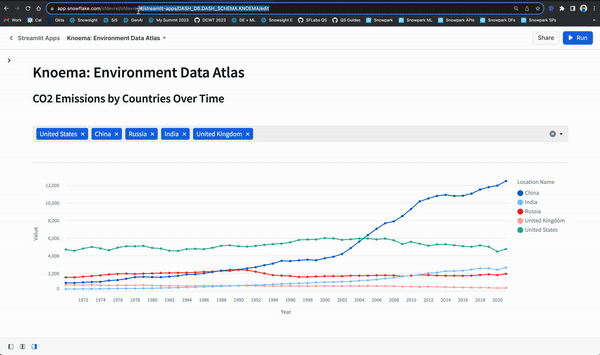 app.snowflake.com/sfdevrel/sfdevrel/#/streamlit-apps/DASH_DB.DASH_SCHEMA.KNOEMA/edit
Work Cal Okta Snowhouse SiS GenAI My Summit 2023 DCWT 2023 DE + ML Snowsight E SFLabs QS QS Guides Snowpark DE Snowpark ML Snowpark APIs Snowpark DFs Snowpark SPs
Streamlit Apps Knoema: Environment Data Atlas Share Run
Knoema: Environment Data Atlas
CO2 Emissions by Countries Over Time
United States × China × Russia × India × United Kingdom ×
Location Name
China
India
Russia
United Kingdom
United States
Value
12,000
10,000
8,000
6,000
4,000
2,000
0
1972 1974 1976 1978 1980 1982 1984 1986 1988 1990 1992 1994 1996 1998 2000 2002 2004 2006 2008 2010 2012 2014 2016 2018 2020
Year